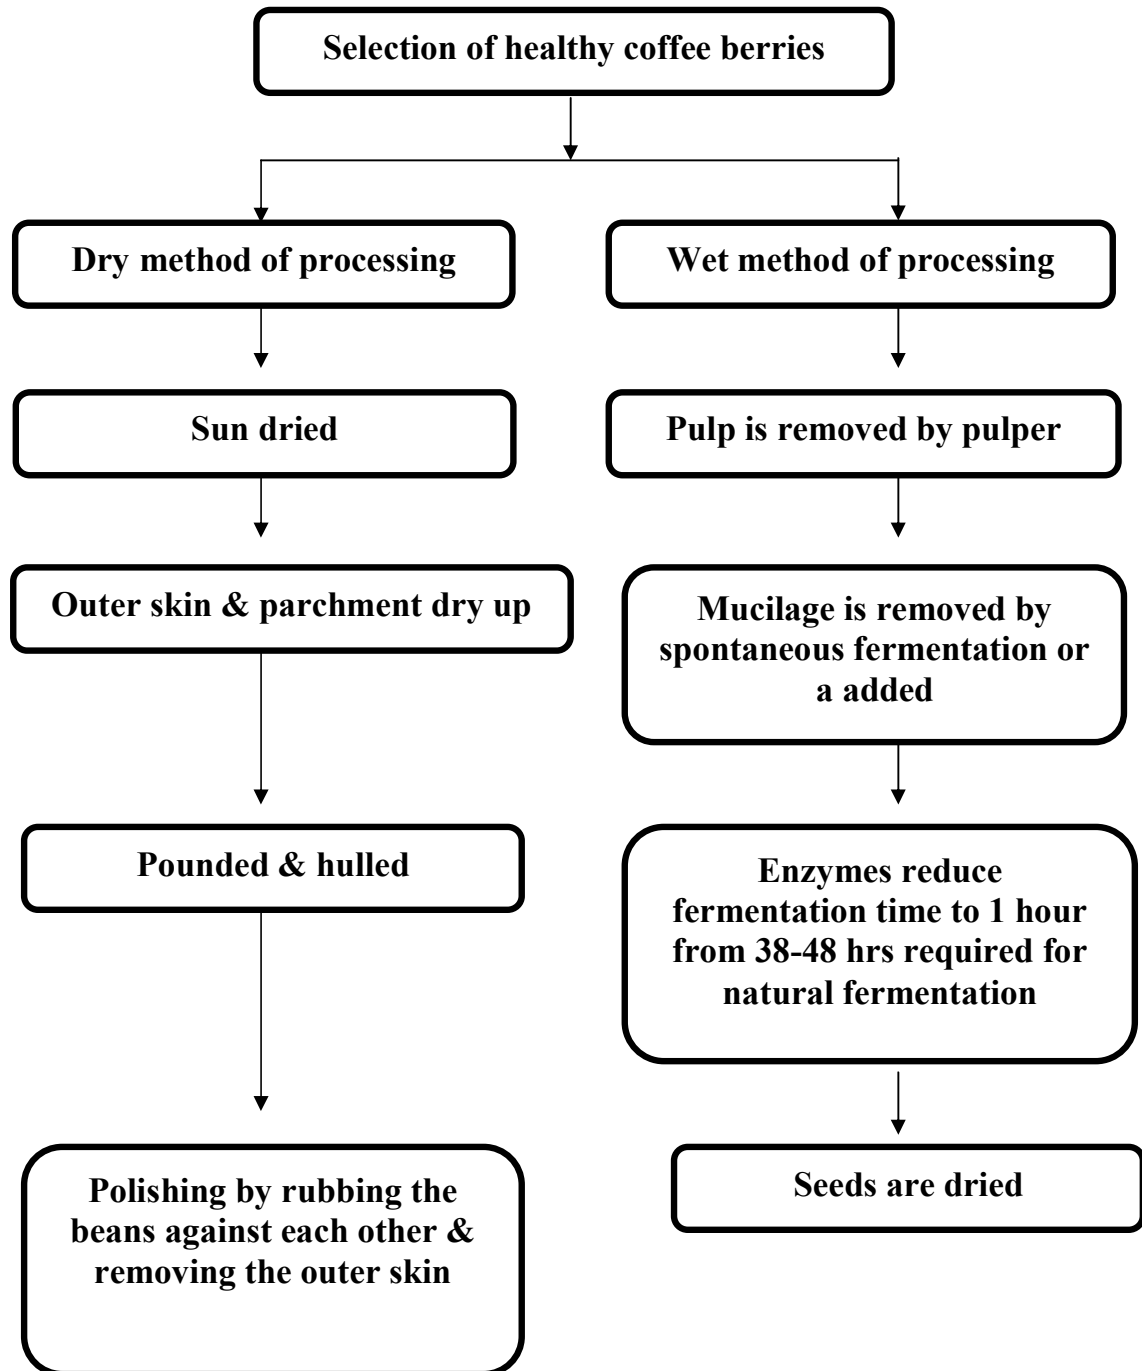 Selection of healthy coffee berries
Dry method of processing
Sun dried
Outer skin & parchment dry up
Pounded & hulled
Polishing by rubbing the
beans against each other &
removing the outer skin
Wet method of processing
Pulp is removed by pulper
Mucilage is removed by
spontaneous fermentation or
a added
Enzymes reduce
fermentation time to 1 hour
from 38-48 hrs required for
natural fermentation
Seeds are dried